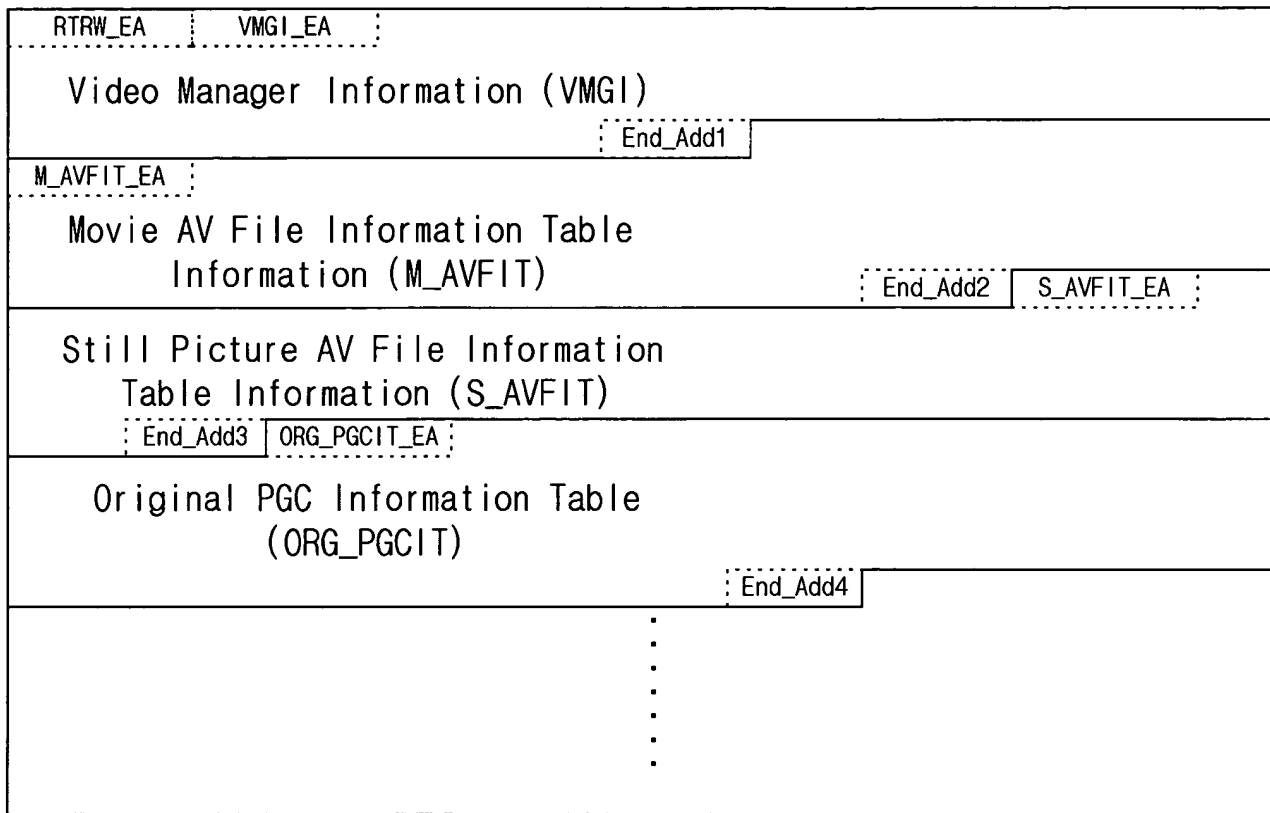 RTRW_EA VMGI_EA
Video Manager Information (VMGI)
End_Add1
M_AVFIT_EA
Movie AV File Information Table
Information (M_AVFIT)
End_Add2 S_AVFIT_EA
Still Picture AV File Information
Table Information (S_AVFIT)
End_Add3 ORG_PGCIT_EA
Original PGC Information Table
(ORG_PGCIT)
End_Add4